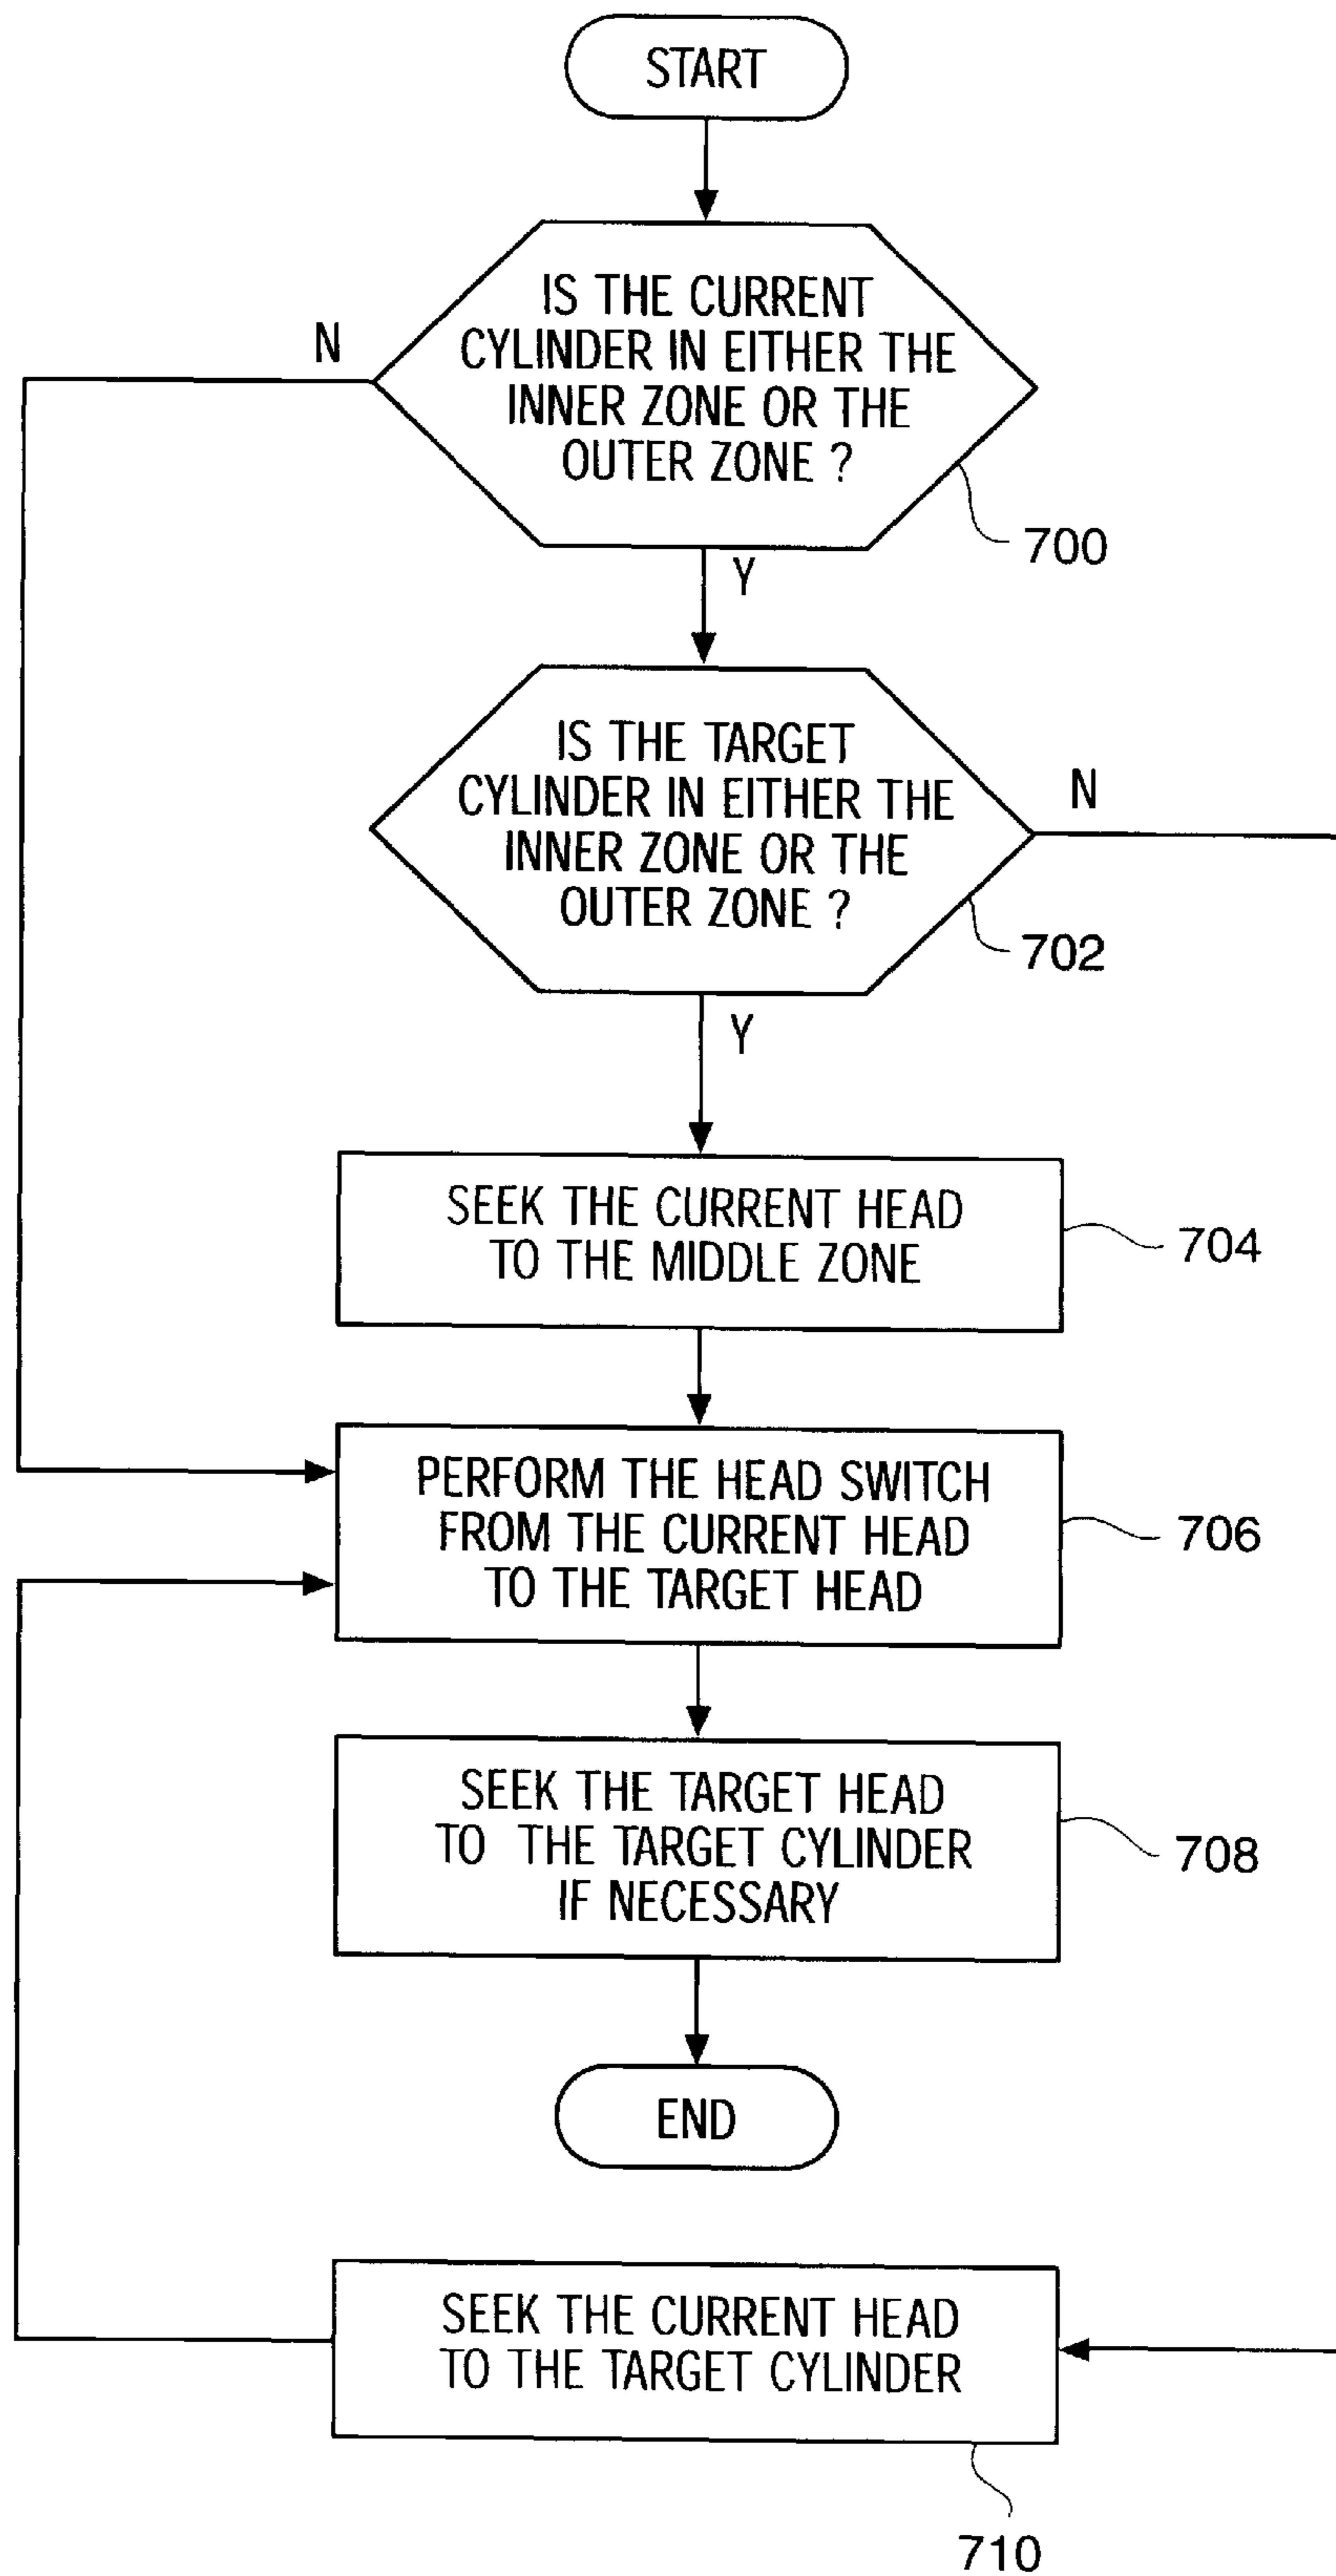 START
IS THE CURRENT
CYLINDER IN EITHER THE
INNER ZONE OR THE
OUTER ZONE ?
N
700
Y
IS THE TARGET
CYLINDER IN EITHER THE
INNER ZONE OR THE
OUTER ZONE ?
N
702
Y
SEEK THE CURRENT HEAD
TO THE MIDDLE ZONE
704
PERFORM THE HEAD SWITCH
FROM THE CURRENT HEAD
TO THE TARGET HEAD
706
SEEK THE TARGET HEAD
TO THE TARGET CYLINDER
IF NECESSARY
708
END
SEEK THE CURRENT HEAD
TO THE TARGET CYLINDER
710